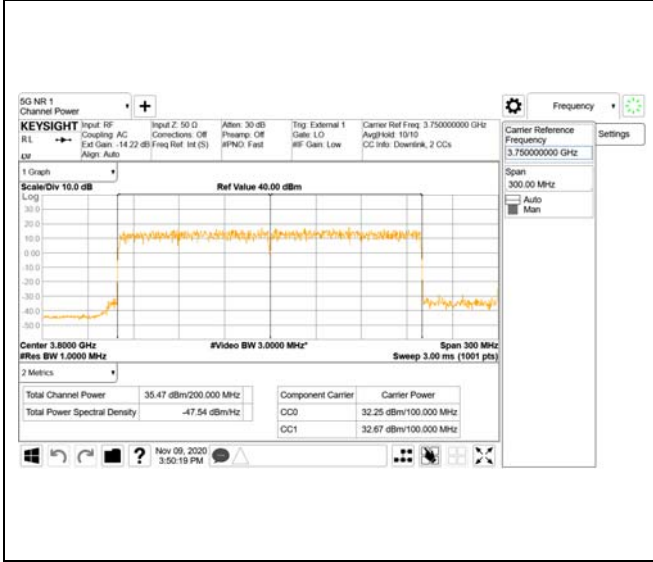 5G NR 1
Channel Power
Frequency
KEYSIGHT
RL
Input: RF
Coupling: AC
Ext Gain: -14.22 dB
Align: Auto
Input Z: 50 Ω
Corrections: Off
Freq Ref: Int (S)
Atten: 30 dB
Preamp: Off
#PNO: Fast
Trig: External 1
Gate: LO
#IF Gain: Low
Carrier Ref Freq: 3.750000000 GHz
Avg|Hold: 10/10
CC Info: Downlink, 2 CCs
Carrier Reference
Frequency
3.750000000 GHz
Settings
Span
300.00 MHz
Auto
Man
1 Graph
Scale/Div 10.0 dB
Ref Value 40.00 dBm
Log
30.0
20.0
10.0
0.00
-10.0
-20.0
-30.0
-40.0
-50.0
Center 3.8000 GHz
#Video BW 3.0000 MHz*
Span 300 MHz
#Res BW 1.0000 MHz
Sweep 3.00 ms (1001 pts)
2 Metrics
Total Channel Power 35.47 dBm/200.000 MHz
Total Power Spectral Density -47.54 dBm/Hz
Component Carrier Carrier Power
CC0 32.25 dBm/100.000 MHz
CC1 32.67 dBm/100.000 MHz
?
Nov 09, 2020
3:50:19 PM